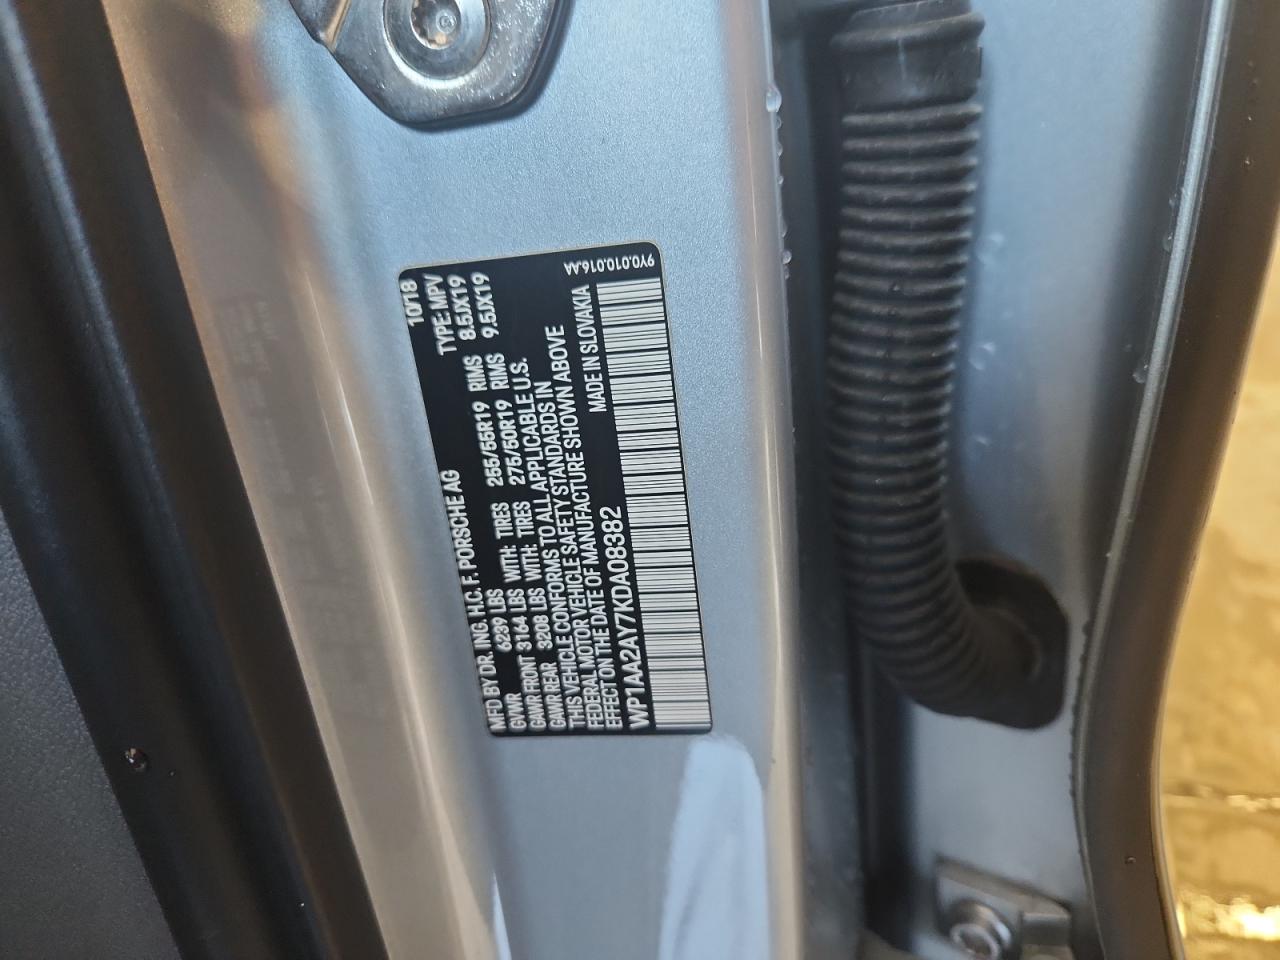 MFD BY DR. ING. H.C. F. PORSCHE AG 10/18
GVWR 6239 LBS TYPE: MPV
GAWR FRONT 3164 LBS WITH: TIRES 255/55R19 RIMS 8.5JX19
GAWR REAR 3208 LBS WITH: TIRES 275/50R19 RIMS 9.5JX19
THIS VEHICLE CONFORMS TO ALL APPLICABLE U.S.
FEDERAL MOTOR VEHICLE SAFETY STANDARDS IN
EFFECT ON THE DATE OF MANUFACTURE SHOWN ABOVE
WP1AA2AY7KDA08382 MADE IN SLOVAKIA
9Y0.010.016.AA